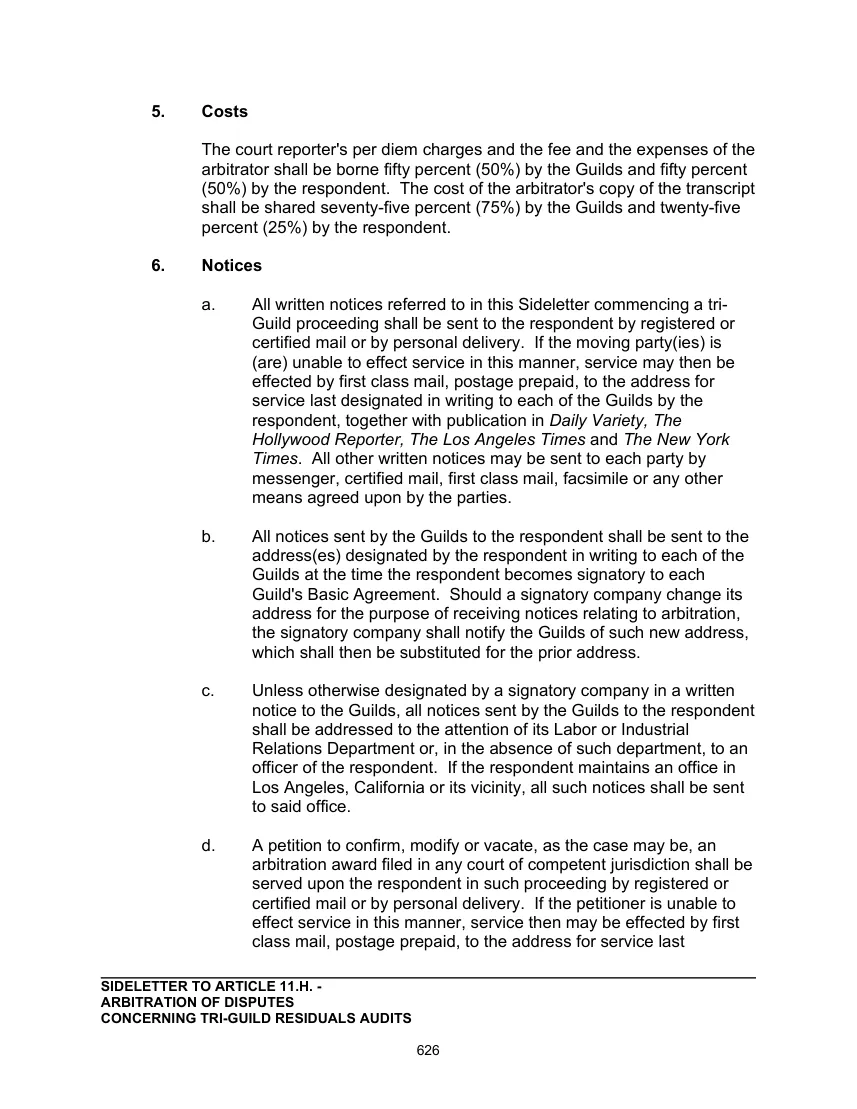 5. Costs
The court reporter's per diem charges and the fee and the expenses of the
arbitrator shall be borne fifty percent (50%) by the Guilds and fifty percent
(50%) by the respondent.  The cost of the arbitrator's copy of the transcript
shall be shared seventy-five percent (75%) by the Guilds and twenty-five
percent (25%) by the respondent.
6. Notices
a. All written notices referred to in this Sideletter commencing a tri-
Guild proceeding shall be sent to the respondent by registered or
certified mail or by personal delivery.  If the moving party(ies) is
(are) unable to effect service in this manner, service may then be
effected by first class mail, postage prepaid, to the address for
service last designated in writing to each of the Guilds by the
respondent, together with publication in Daily Variety, The
Hollywood Reporter, The Los Angeles Times and The New York
Times.  All other written notices may be sent to each party by
messenger, certified mail, first class mail, facsimile or any other
means agreed upon by the parties.
b. All notices sent by the Guilds to the respondent shall be sent to the
address(es) designated by the respondent in writing to each of the
Guilds at the time the respondent becomes signatory to each
Guild's Basic Agreement.  Should a signatory company change its
address for the purpose of receiving notices relating to arbitration,
the signatory company shall notify the Guilds of such new address,
which shall then be substituted for the prior address.
c. Unless otherwise designated by a signatory company in a written
notice to the Guilds, all notices sent by the Guilds to the respondent
shall be addressed to the attention of its Labor or Industrial
Relations Department or, in the absence of such department, to an
officer of the respondent.  If the respondent maintains an office in
Los Angeles, California or its vicinity, all such notices shall be sent
to said office.
d. A petition to confirm, modify or vacate, as the case may be, an
arbitration award filed in any court of competent jurisdiction shall be
served upon the respondent in such proceeding by registered or
certified mail or by personal delivery.  If the petitioner is unable to
effect service in this manner, service then may be effected by first
class mail, postage prepaid, to the address for service last
SIDELETTER TO ARTICLE 11.H. -
ARBITRATION OF DISPUTES
CONCERNING TRI-GUILD RESIDUALS AUDITS
626